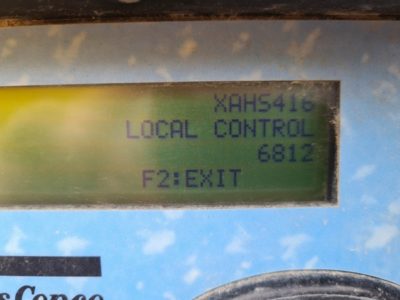 XAHS416
LOCAL CONTROL
6812
F2:EXIT